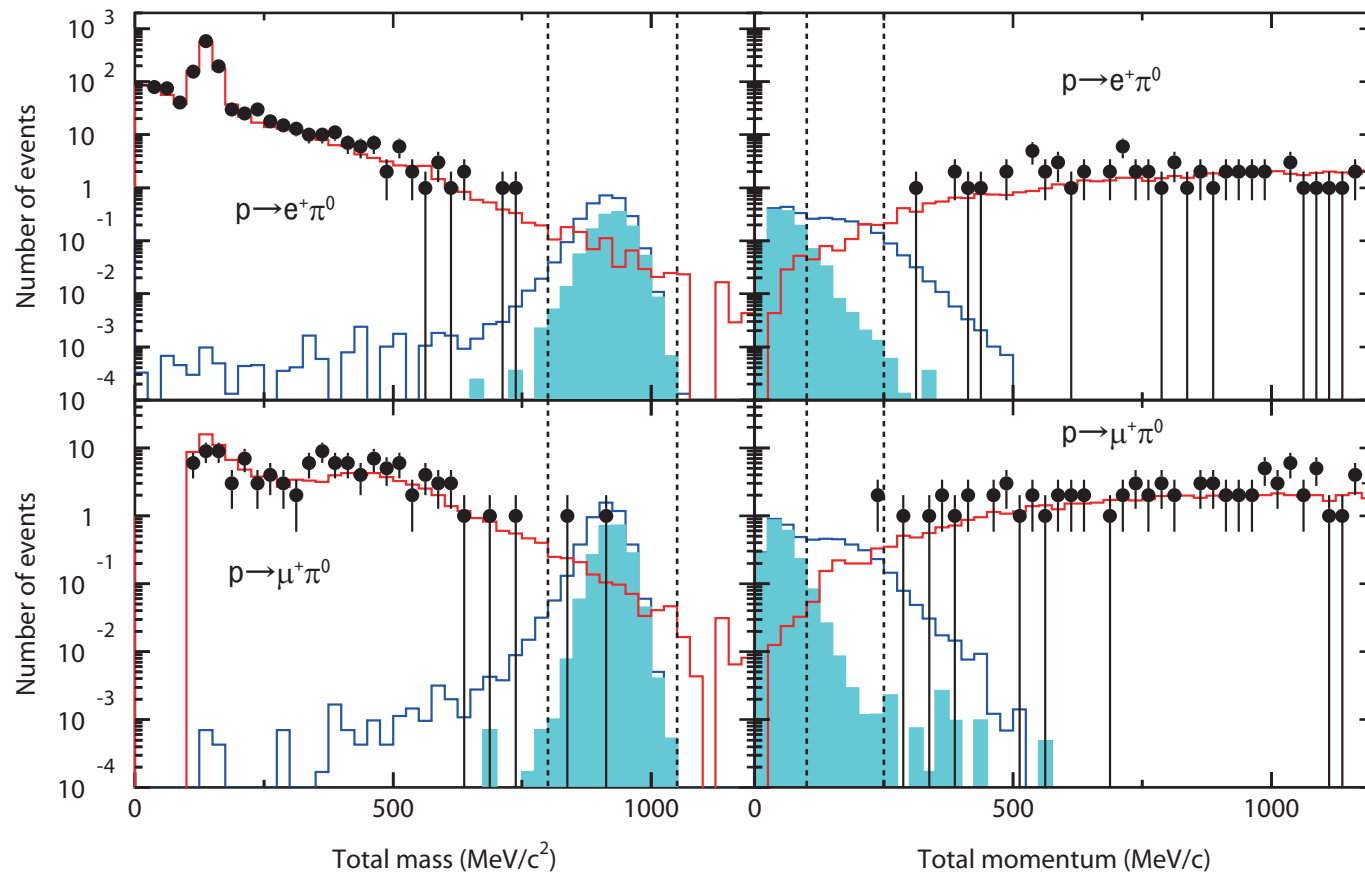 10 3
10 2
10
1
10 -1
10 -2
10 -3
10 -4
Number of events
p→e⁺π⁰
p→e⁺π⁰
10
1
10 -1
10 -2
10 -3
10 -4
Number of events
p→μ⁺π⁰
p→μ⁺π⁰
0 500 1000 0 500 1000
Total mass (MeV/c²) Total momentum (MeV/c)